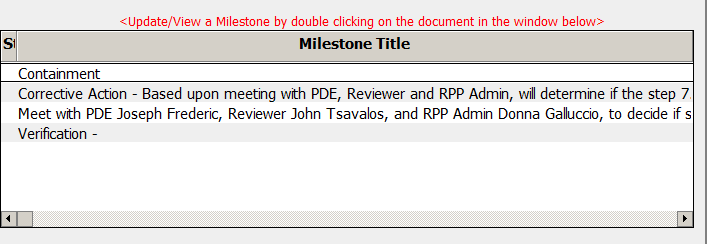 <Update/View a Milestone by double clicking on the document in the window below>
St Milestone Title
Containment
Corrective Action - Based upon meeting with PDE, Reviewer and RPP Admin, will determine if the step 7.
Meet with PDE Joseph Frederic, Reviewer John Tsavalos, and RPP Admin Donna Galluccio, to decide if s
Verification -